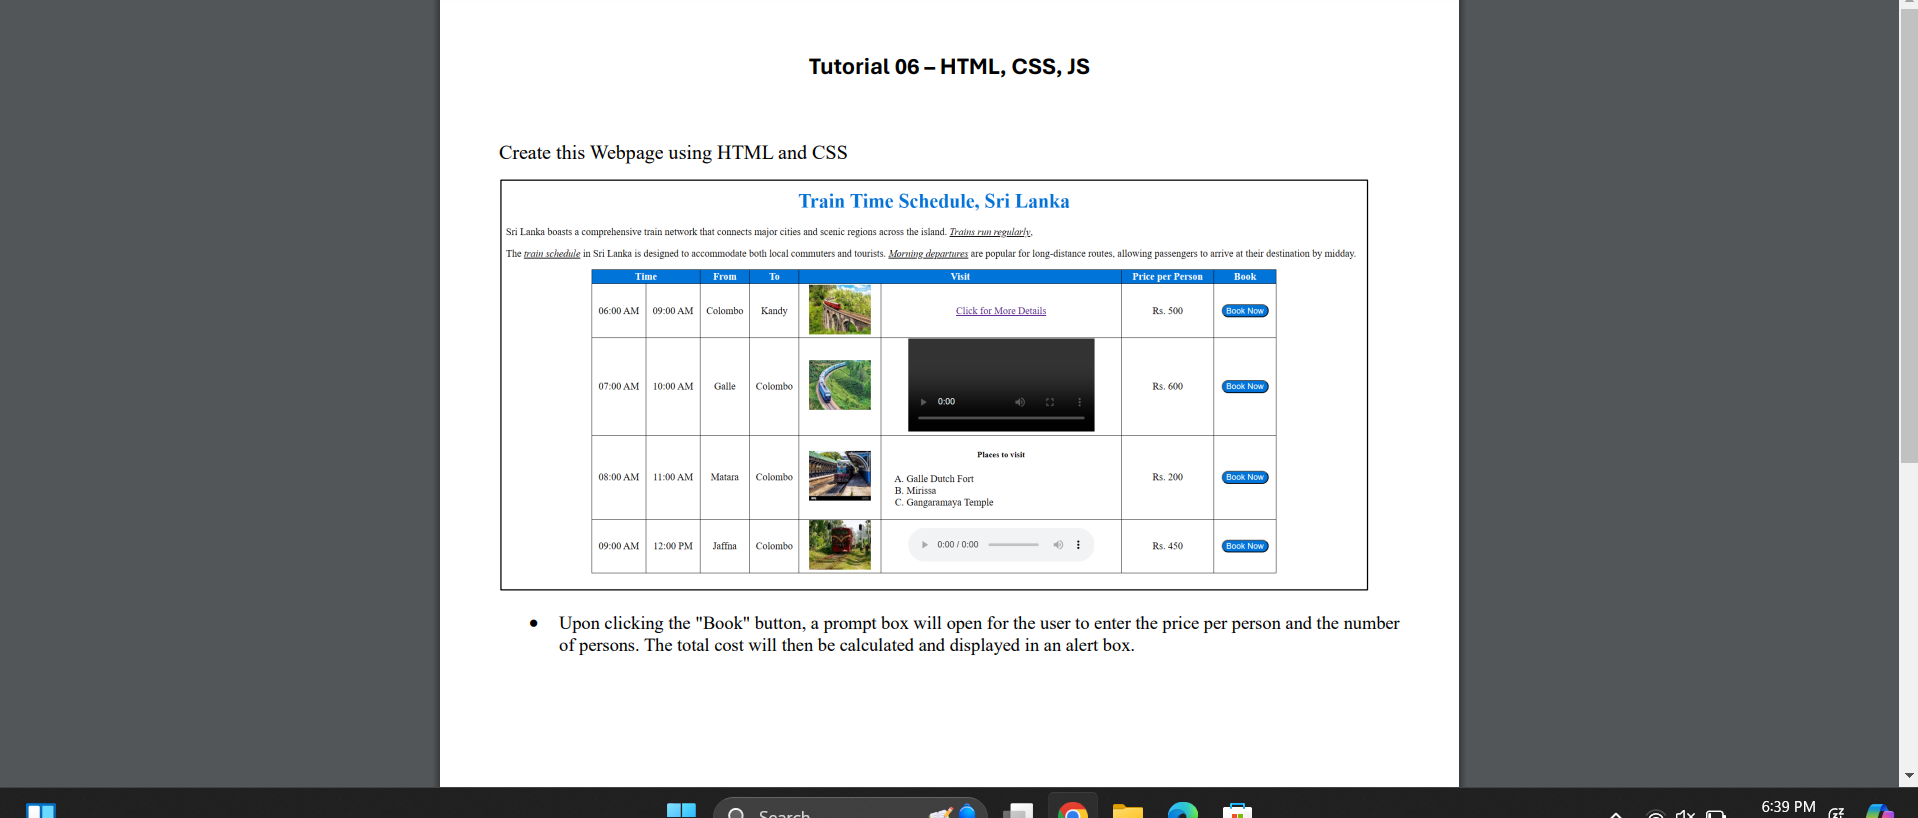 Tutorial 06 – HTML, CSS, JS
Create this Webpage using HTML and CSS
Train Time Schedule, Sri Lanka
Sri Lanka boasts a comprehensive train network that connects major cities and scenic regions across the island. Trains run regularly.
The train schedule in Sri Lanka is designed to accommodate both local commuters and tourists. Morning departures are popular for long-distance routes, allowing passengers to arrive at their destination by midday.
Time From To Visit Price per Person Book
06:00 AM 09:00 AM Colombo Kandy Click for More Details Rs. 500 Book Now
07:00 AM 10:00 AM Galle Colombo Rs. 600 Book Now
0:00
Places to visit
08:00 AM 11:00 AM Matara Colombo Rs. 200 Book Now
A. Galle Dutch Fort
B. Mirissa
C. Gangaramaya Temple
09:00 AM 12:00 PM Jaffna Colombo 0:00 / 0:00 Rs. 450 Book Now
• Upon clicking the "Book" button, a prompt box will open for the user to enter the price per person and the number
of persons. The total cost will then be calculated and displayed in an alert box.
Search
6:39 PM